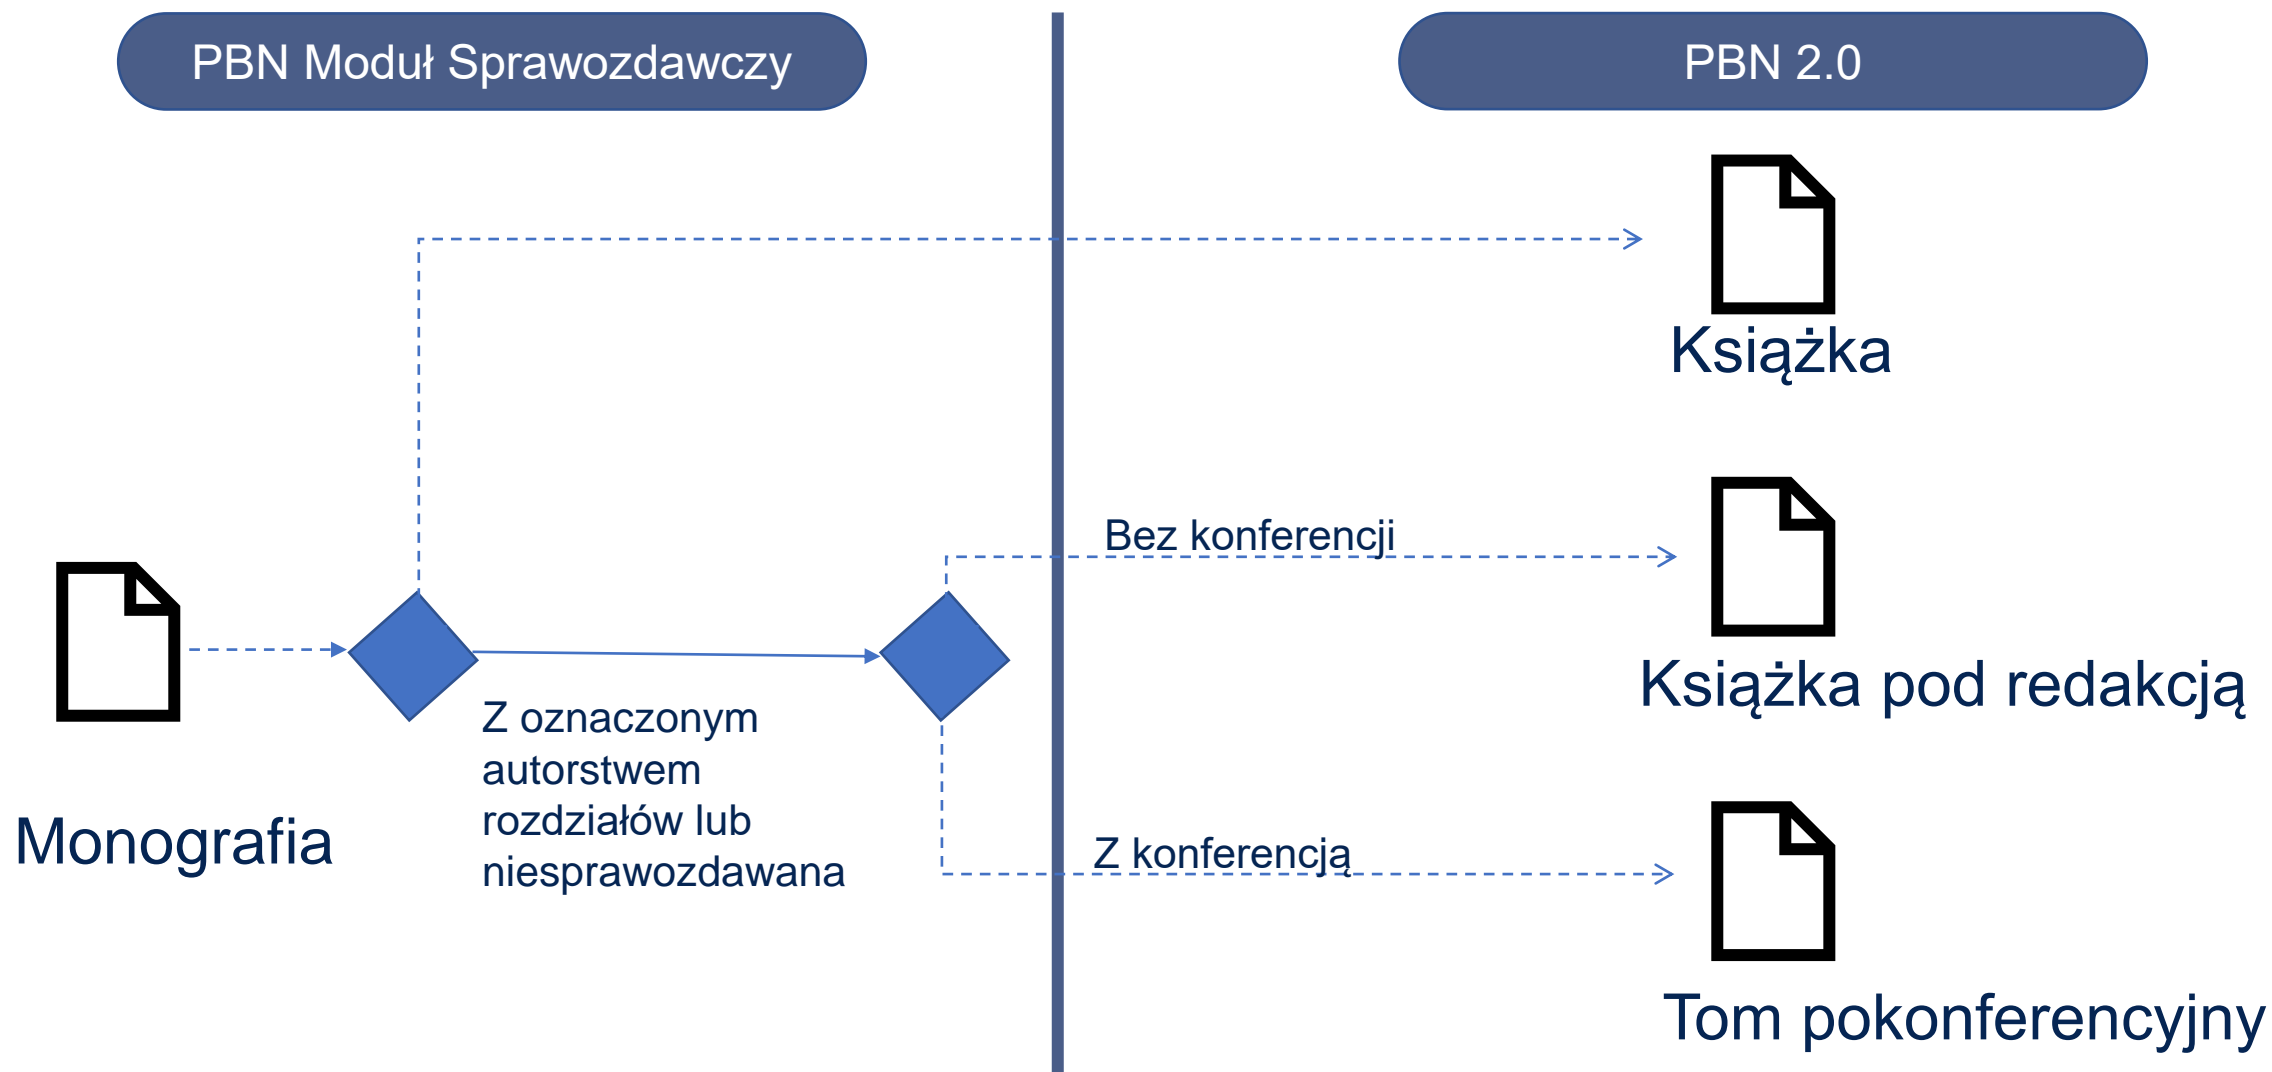 PBN Moduł Sprawozdawczy
PBN 2.0
Książka
Bez konferencji
Książka pod redakcją
Z oznaczonym
autorstwem
rozdziałów lub
niesprawozdawana
Monografia
Z konferencją
Tom pokonferencyjny